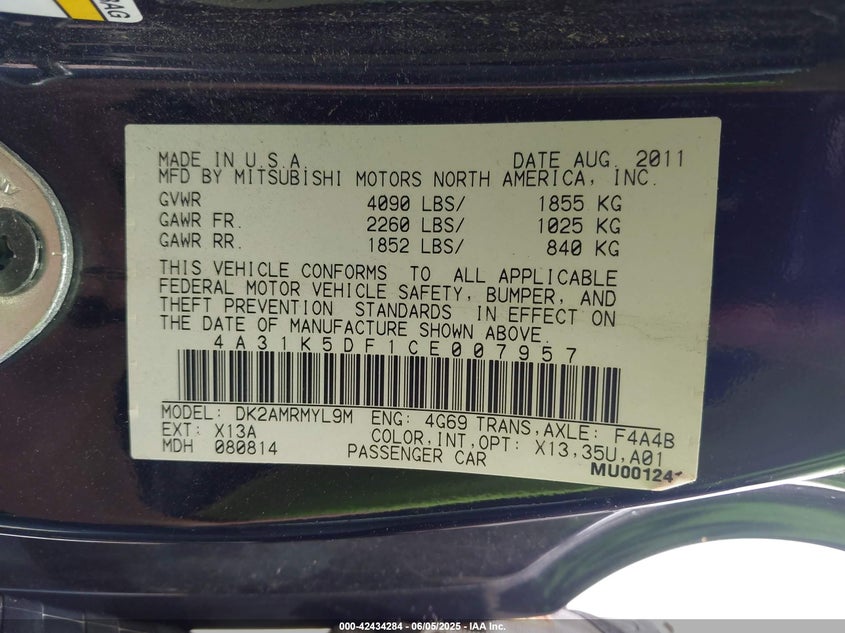 MADE IN U.S.A. DATE AUG. 2011
MFD BY MITSUBISHI MOTORS NORTH AMERICA, INC.
GVWR 4090 LBS/ 1855 KG
GAWR FR. 2260 LBS/ 1025 KG
GAWR RR. 1852 LBS/ 840 KG
THIS VEHICLE CONFORMS TO ALL APPLICABLE
FEDERAL MOTOR VEHICLE SAFETY, BUMPER, AND
THEFT PREVENTION STANDARDS IN EFFECT ON
THE DATE OF MANUFACTURE SHOWN ABOVE.
4A31K5DF1CE007957
MODEL: DK2AMRMYL9M ENG: 4G69 TRANS,AXLE: F4A4B
EXT: X13A COLOR,INT,OPT: X13,35U,A01
MDH 080814 PASSENGER CAR
MU00124
000-42434284 - 06/05/2025 - IAA Inc.